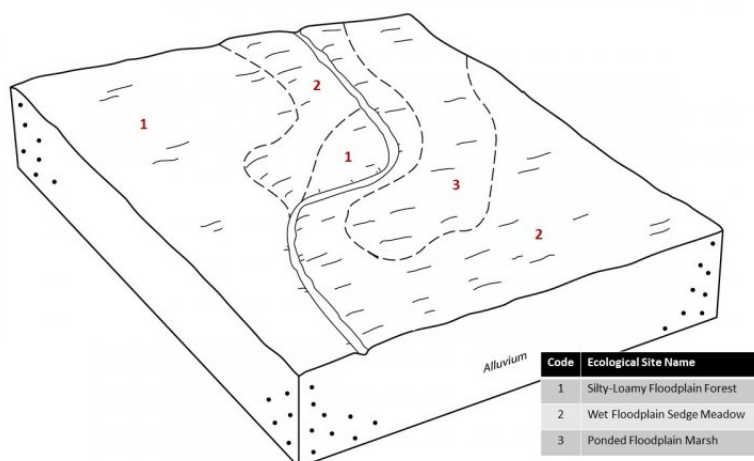 2
1
1
3
2
Alluvium
Code Ecological Site Name
1 Silty-Loamy Floodplain Forest
2 Wet Floodplain Sedge Meadow
3 Ponded Floodplain Marsh